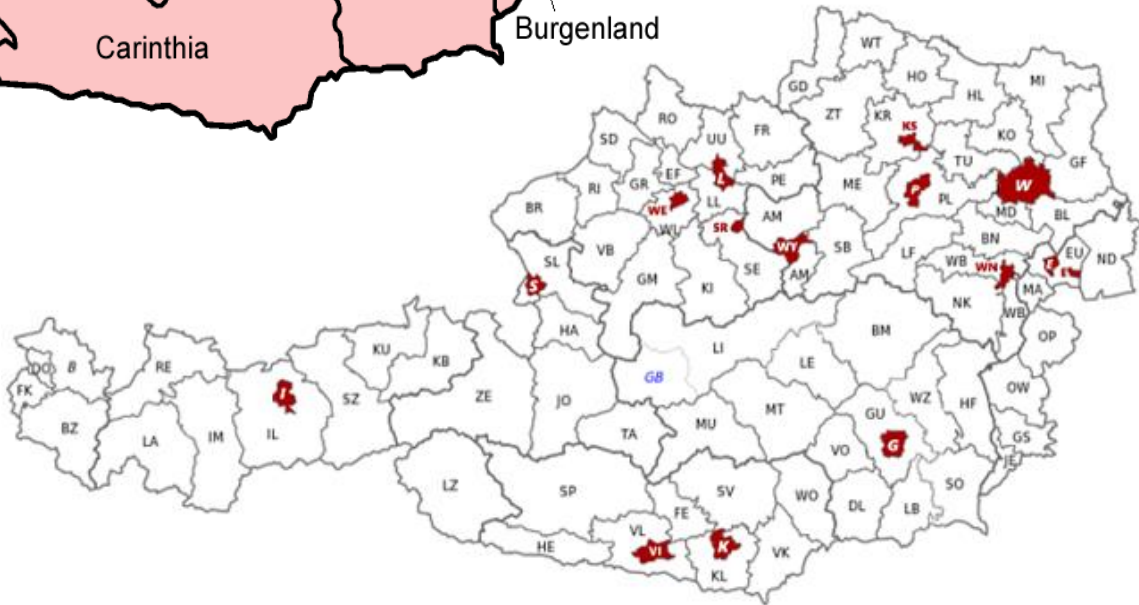 Burgenland
Carinthia
WT
HO
MI
GD
HL
ZT
KR
KS
RO
UU
FR
KO
SD
TU
GF
EF
L
PE
ME
P
PL
W
RI
GR
LL
WE
BR
AM
MD
BL
SR
WL
VB
WY
SB
LF
BN
EU
ND
SL
SE
AM
WB
WN
E
S
GM
KI
MA
NK
WB
HA
BM
OP
KU
KB
LI
LE
RE
DO
B
FK
GB
I
SZ
ZE
JO
OW
WZ
HF
BZ
LA
IM
IL
TA
MU
MT
GU
VO
G
GS
JE
LZ
SP
SV
WO
DL
LB
SO
FE
VL
HE
VI
K
VK
KL